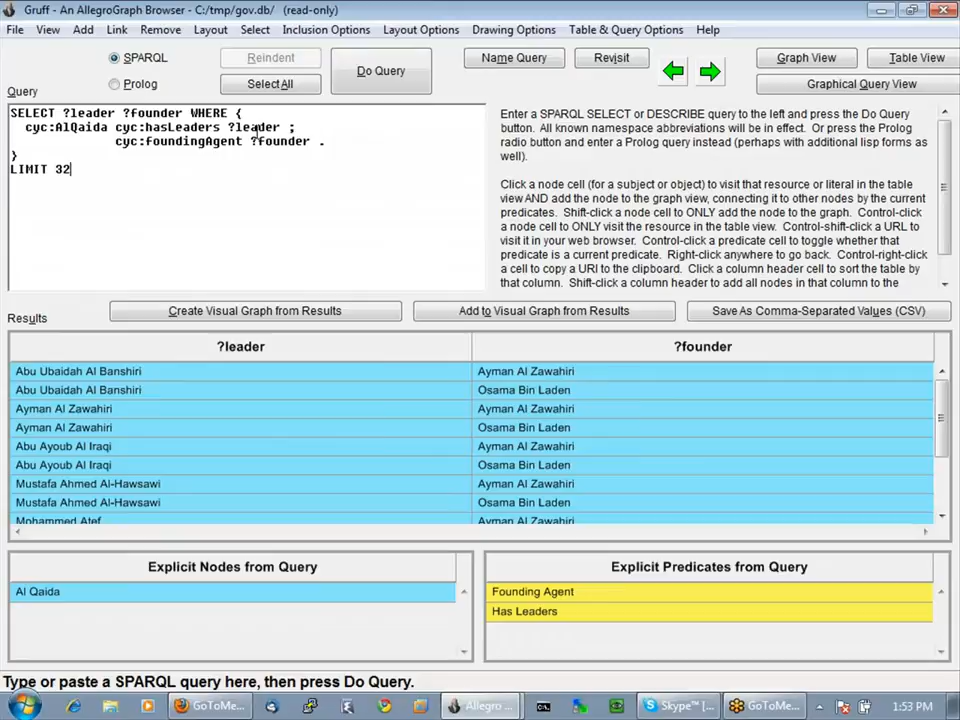 Gruff - An AllegroGraph Browser - C:/tmp/gov.db/ (read-only)
File View Add Link Remove Layout Select Inclusion Options Layout Options Drawing Options Table & Query Options Help
SPARQL
Reindent
Do Query
Name Query
Revisit
Graph View
Table View
Query
Prolog
Select All
Graphical Query View
SELECT ?leader ?founder WHERE {
cyc:AlQaida cyc:hasLeaders ?leader ;
cyc:foundingAgent ?founder .
}
LIMIT 32
Enter a SPARQL SELECT or DESCRIBE query to the left and press the Do Query
button. All known namespace abbreviations will be in effect. Or press the Prolog
radio button and enter a Prolog query instead (perhaps with additional lisp forms as
well).
Click a node cell (for a subject or object) to visit that resource or literal in the table
view AND add the node to the graph view, connecting it to other nodes by the current
predicates. Shift-click a node cell to ONLY add the node to the graph. Control-click
a node cell to ONLY visit the resource in the table view. Control-shift-click a URL to
visit it in your web browser. Control-click a predicate cell to toggle whether that
predicate is a current predicate. Right-click anywhere to go back. Control-right-click
a cell to copy a URI to the clipboard. Click a column header cell to sort the table by
that column. Shift-click a column header to add all nodes in that column to the
Results
Create Visual Graph from Results
Add to Visual Graph from Results
Save As Comma-Separated Values (CSV)
?leader ?founder
Abu Ubaidah Al Banshiri Ayman Al Zawahiri
Abu Ubaidah Al Banshiri Osama Bin Laden
Ayman Al Zawahiri Ayman Al Zawahiri
Ayman Al Zawahiri Osama Bin Laden
Abu Ayoub Al Iraqi Ayman Al Zawahiri
Abu Ayoub Al Iraqi Osama Bin Laden
Mustafa Ahmed Al-Hawsawi Ayman Al Zawahiri
Mustafa Ahmed Al-Hawsawi Osama Bin Laden
Mohammed Atef Ayman Al Zawahiri
Explicit Nodes from Query
Explicit Predicates from Query
Al Qaida
Founding Agent
Has Leaders
Type or paste a SPARQL query here, then press Do Query.
GoToMe... Allegro ... Skype™ [... GoToMe... 1:53 PM